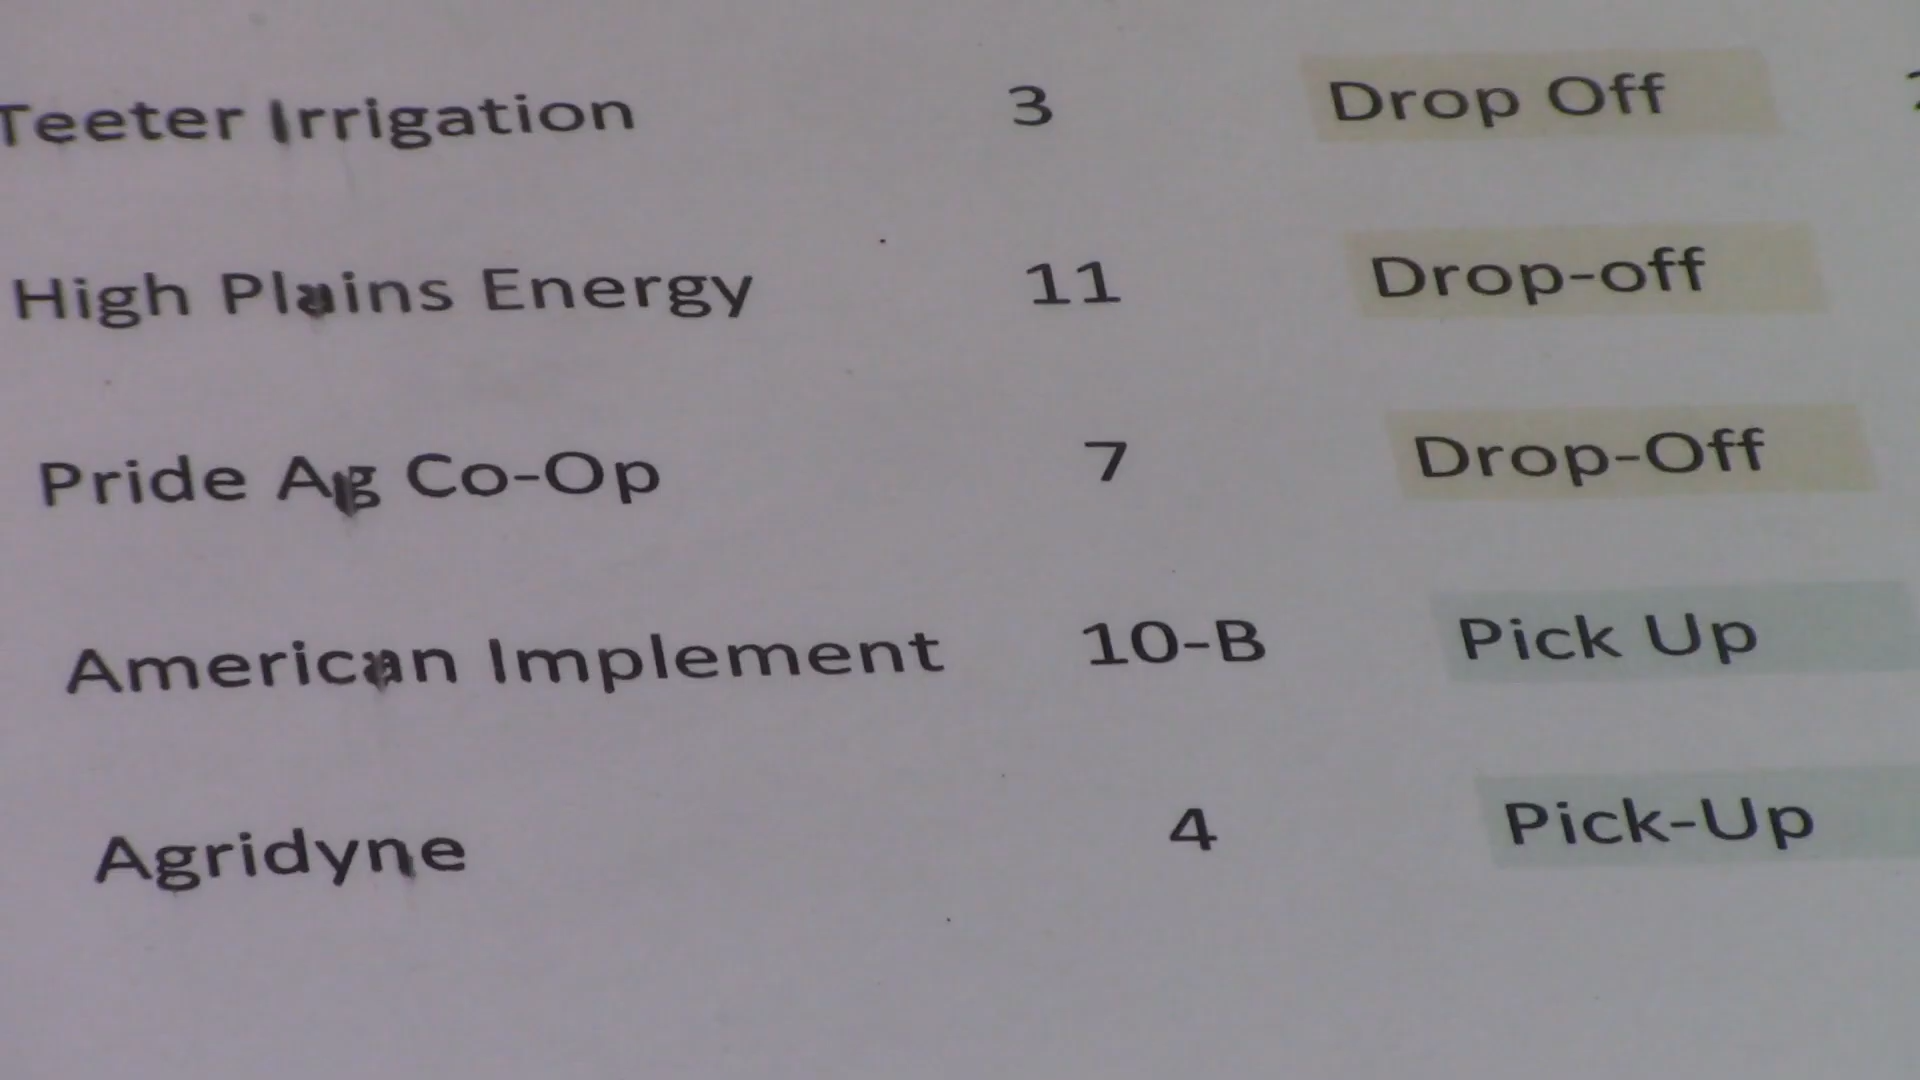 Teeter Irrigation 3 Drop Off
High Plains Energy 11 Drop-off
Pride Ag Co-Op 7 Drop-Off
American Implement 10-B Pick Up
Agridyne 4 Pick-Up